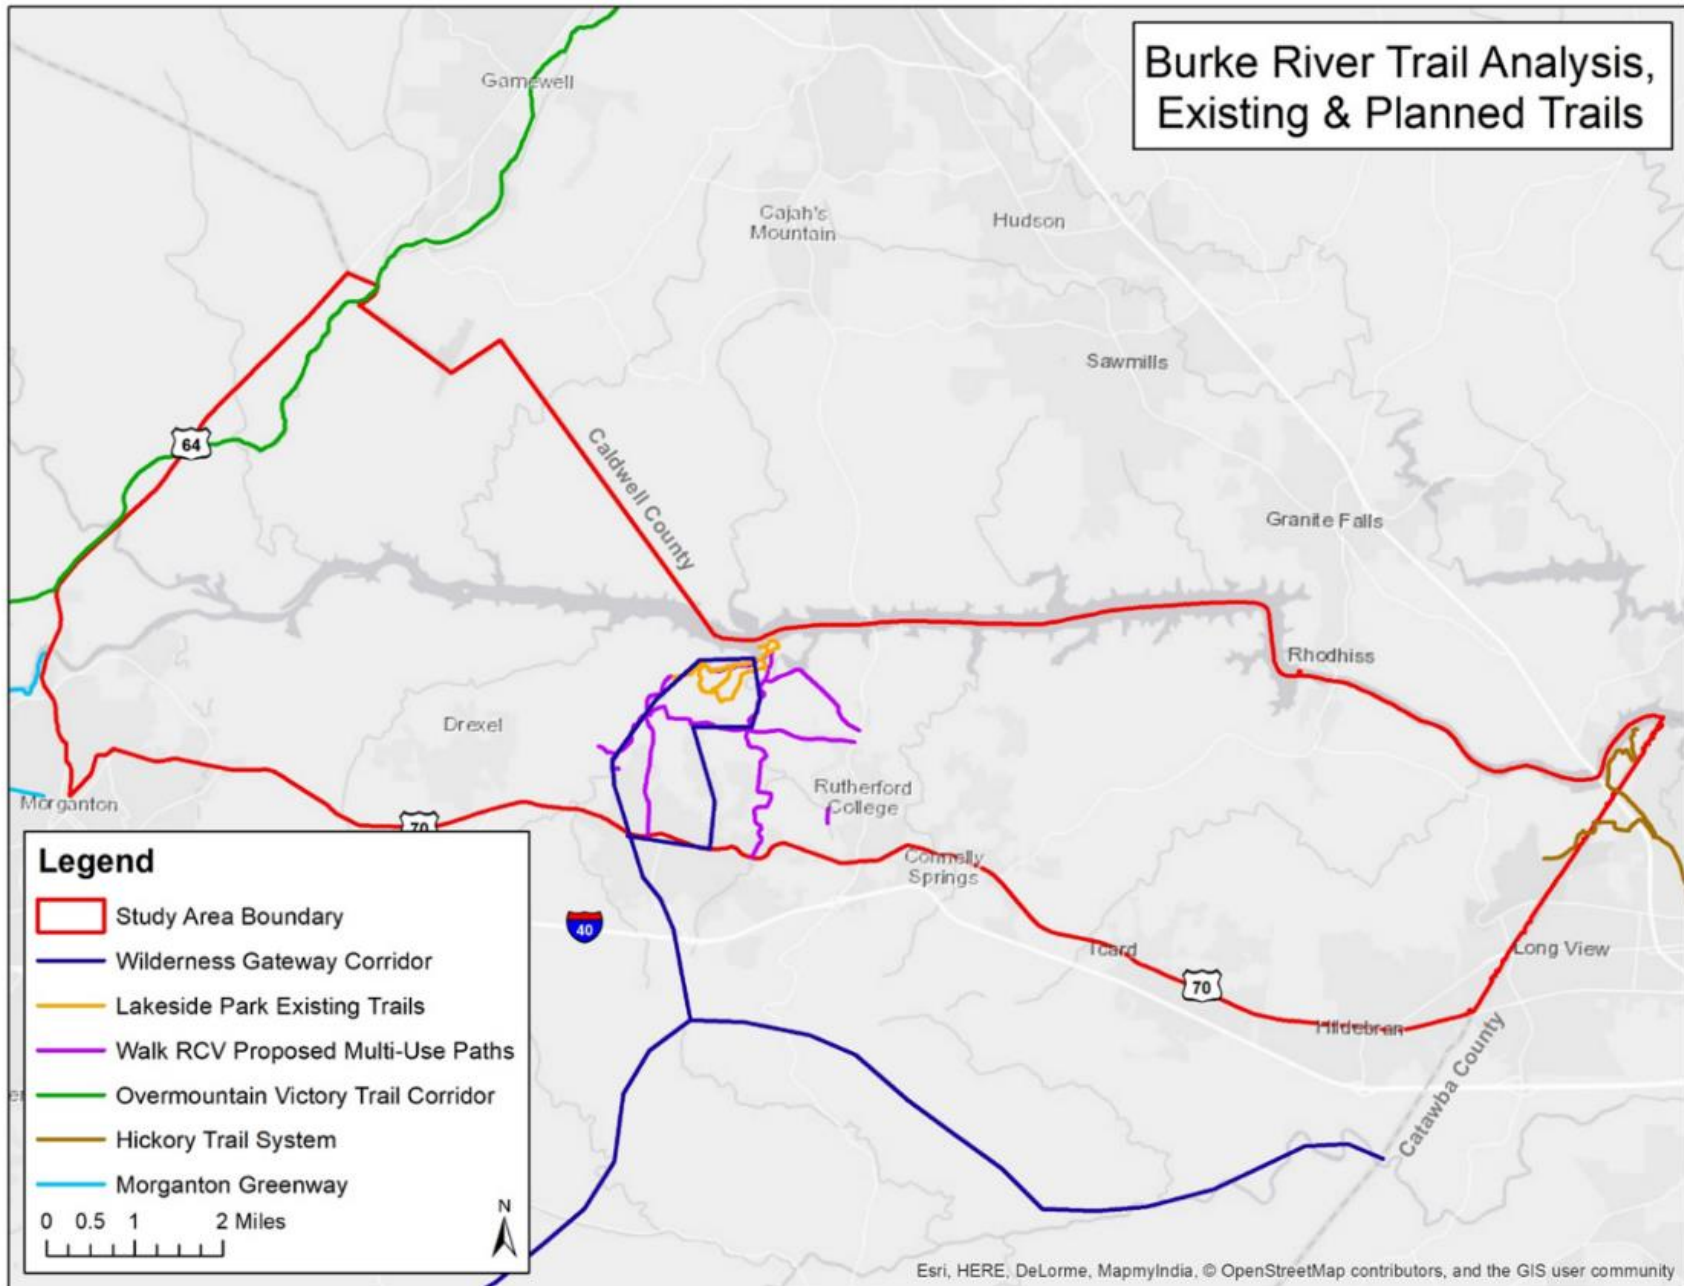 Burke River Trail Analysis,
Existing & Planned Trails
Gamewell
Cajah's
Mountain
Hudson
Sawmills
64
Caldwell County
Granite Falls
Rhodhiss
Drexel
Rutherford
College
Morganton
70
Connelly
Springs
40
Icard
Long View
70
Hildebran
Catawba County
Legend
Study Area Boundary
Wilderness Gateway Corridor
Lakeside Park Existing Trails
Walk RCV Proposed Multi-Use Paths
Overmountain Victory Trail Corridor
Hickory Trail System
Morganton Greenway
0 0.5 1 2 Miles
N
Esri, HERE, DeLorme, MapmyIndia, © OpenStreetMap contributors, and the GIS user community